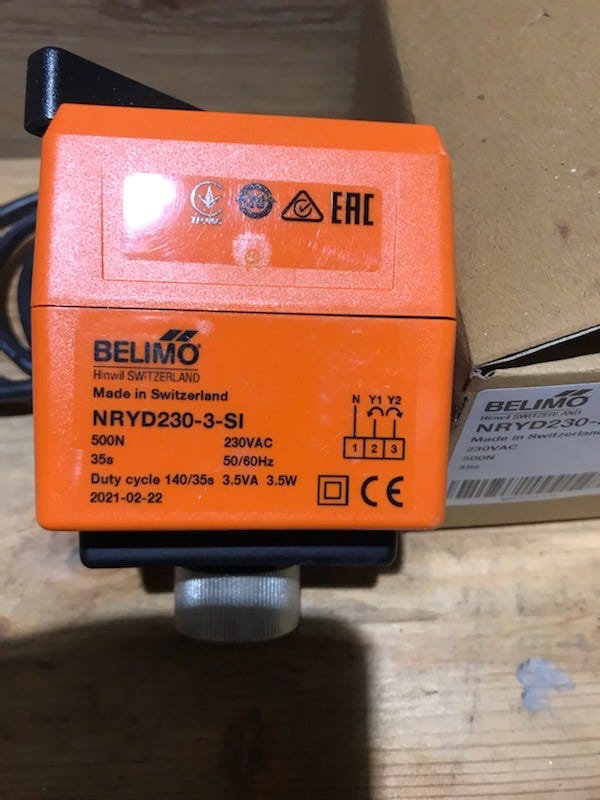 EAC
BELIMO®
Hinwil SWITZERLAND
Made in Switzerland
NRYD230-3-SI
500N 230VAC
35s 50/60Hz
Duty cycle 140/35s 3.5VA 3.5W
2021-02-22
N Y1 Y2
1 2 3
CE
BELIMO®
Hinwil SWITZERLAND
NRYD230-
Made in Switzerlan
230VAC
500N
35s